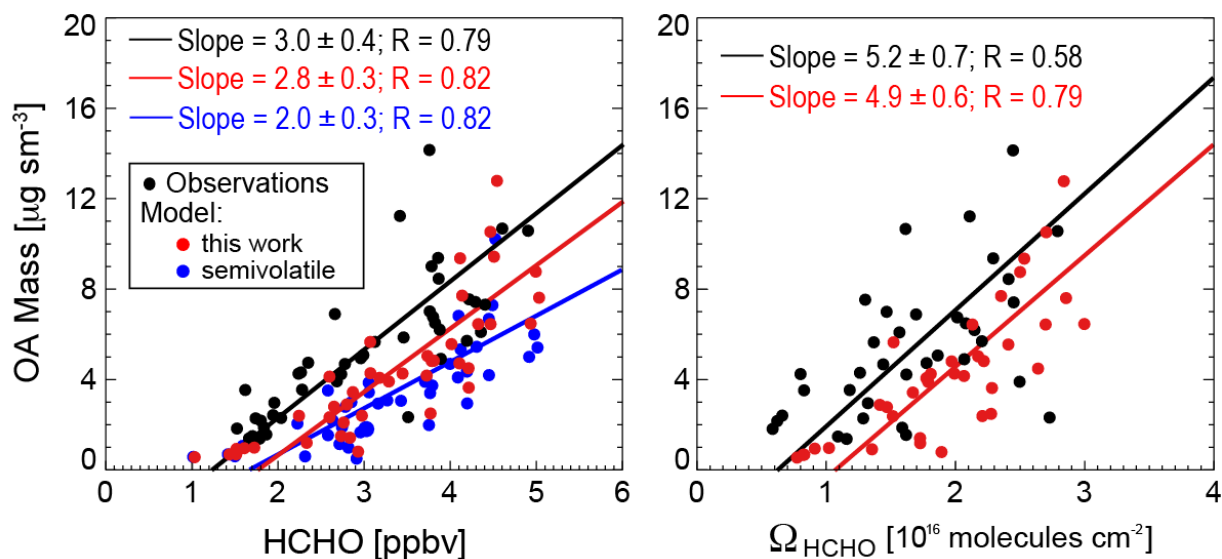 20
16
12
8
4
0
OA Mass [μg sm-3]
Slope = 3.0 ± 0.4; R = 0.79
Slope = 2.8 ± 0.3; R = 0.82
Slope = 2.0 ± 0.3; R = 0.82
Observations
Model:
this work
semivolatile
0 1 2 3 4 5 6
HCHO [ppbv]
20
16
12
8
4
0
Slope = 5.2 ± 0.7; R = 0.58
Slope = 4.9 ± 0.6; R = 0.79
0 1 2 3 4
ΩHCHO [10¹⁶ molecules cm-2]